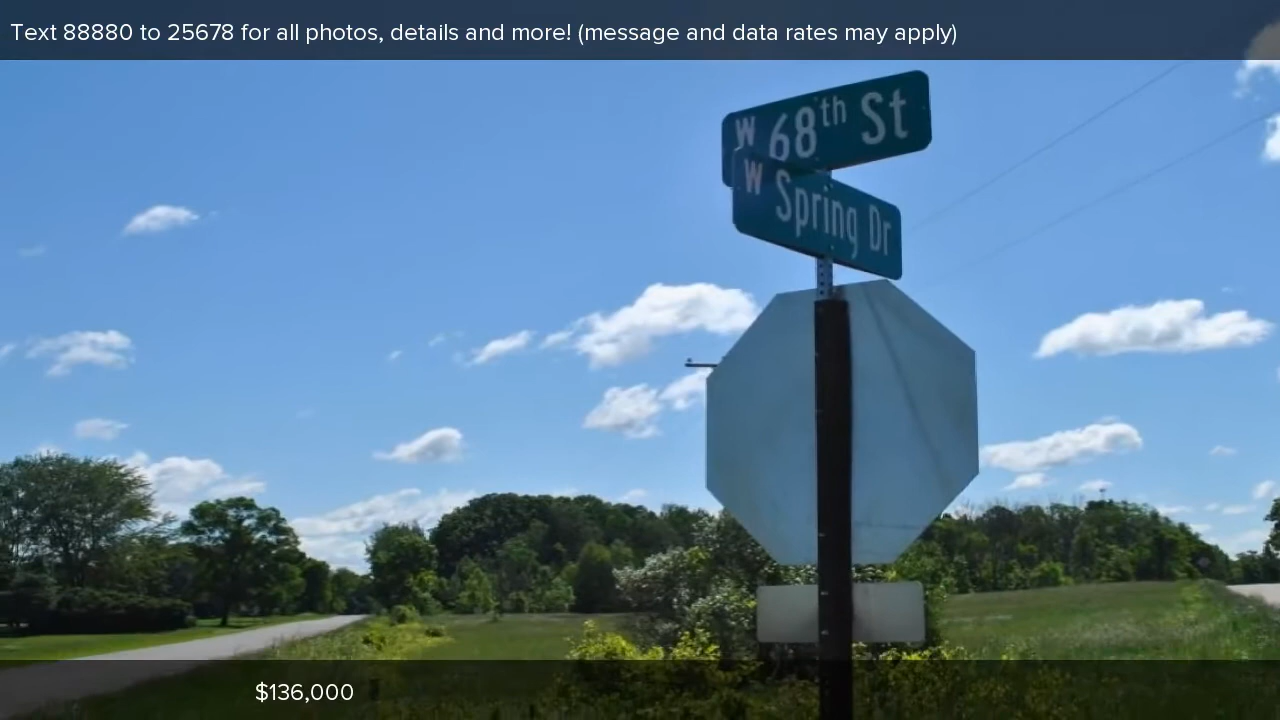 Text 88880 to 25678 for all photos, details and more! (message and data rates may apply)
W 68th St
W Spring Dr
$136,000